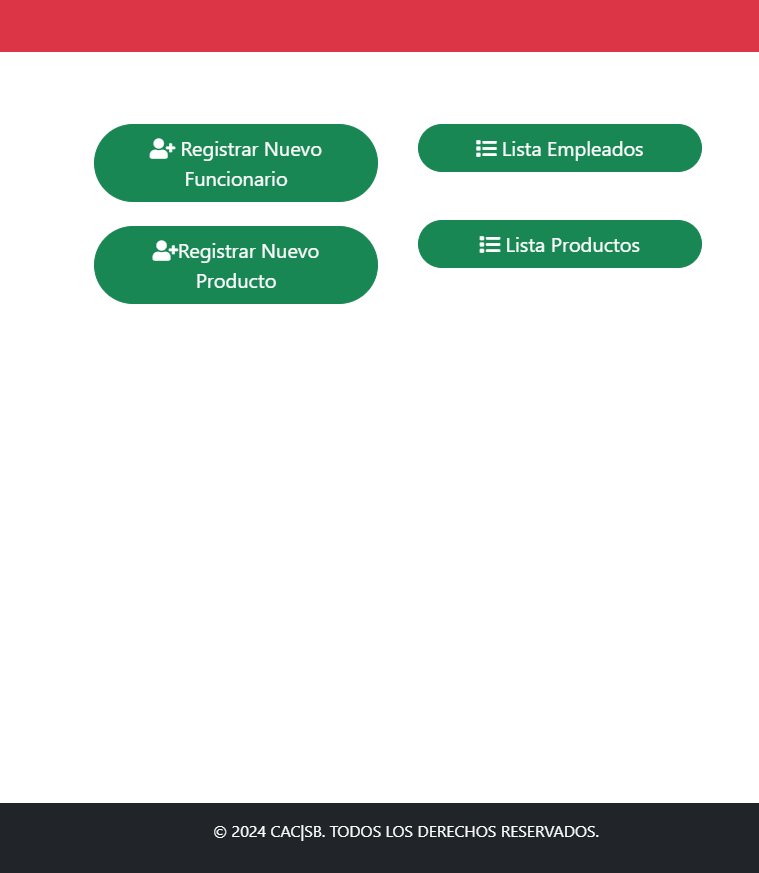 Registrar Nuevo
Funcionario
Lista Empleados
Registrar Nuevo
Producto
Lista Productos
© 2024 CAC|SB. TODOS LOS DERECHOS RESERVADOS.